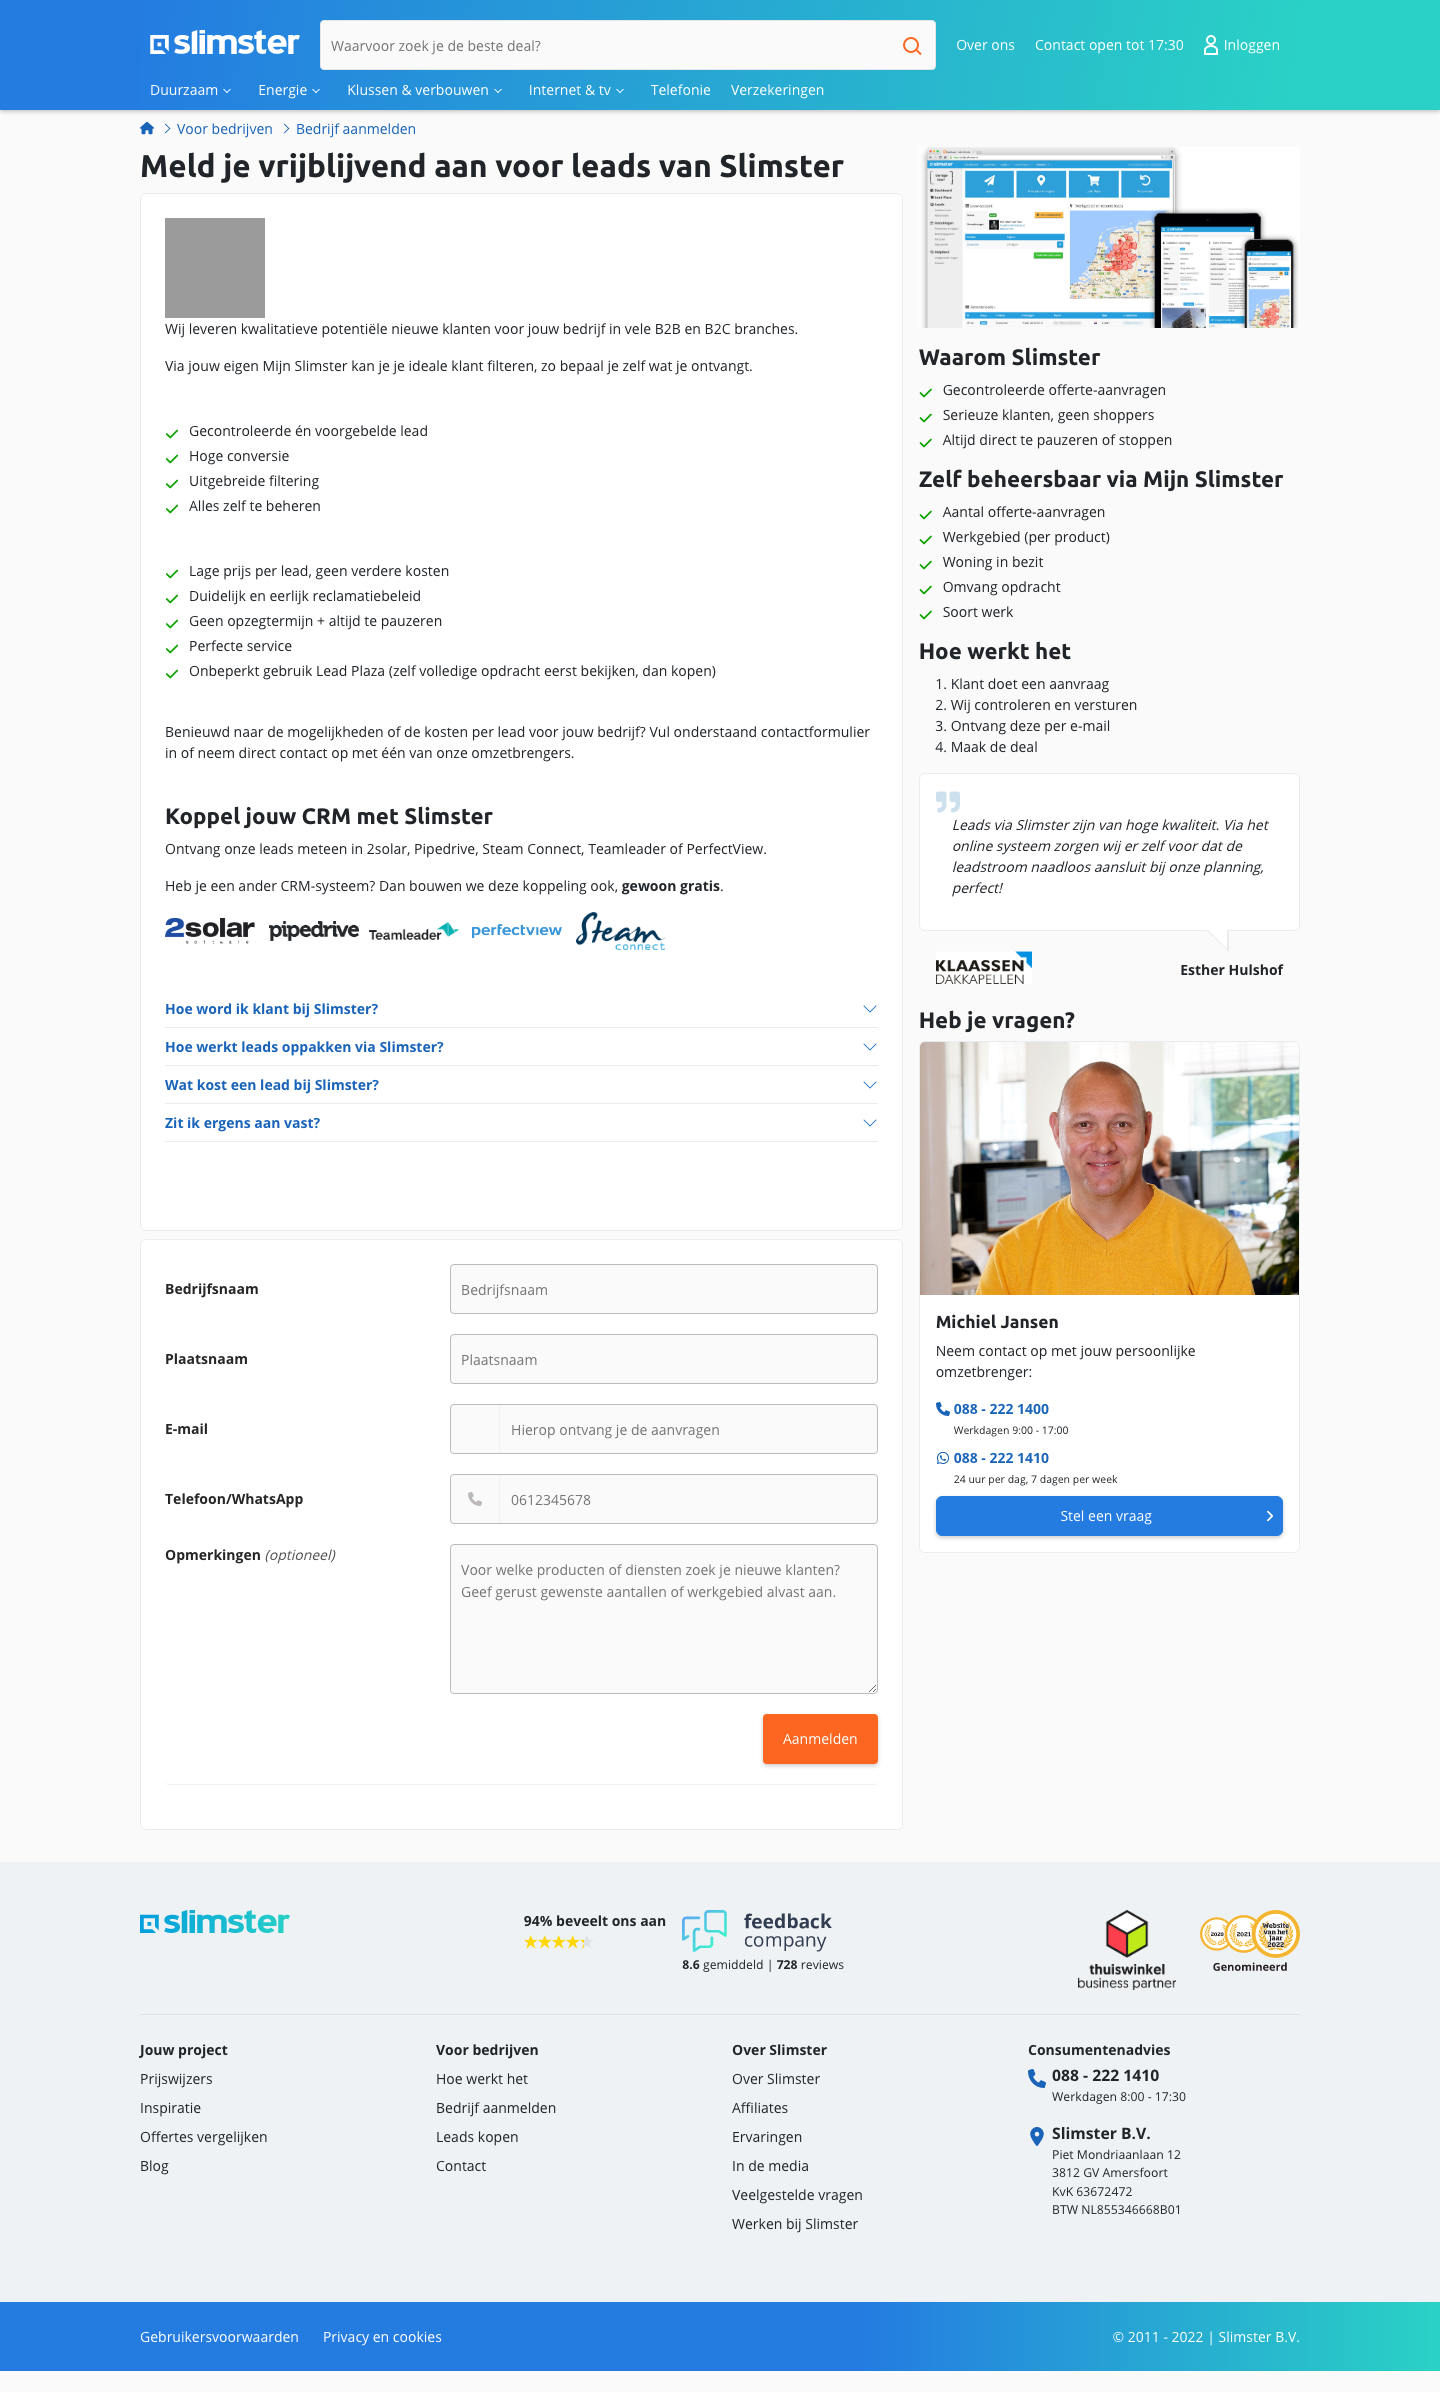 slimster
Waarvoor zoek je de beste deal?
Over ons
Contact open tot 17:30
Inloggen
Duurzaam
Energie
Klussen & verbouwen
Internet & tv
Telefonie
Verzekeringen
Voor bedrijven
Bedrijf aanmelden
Meld je vrijblijvend aan voor leads van Slimster
Wij leveren kwalitatieve potentiële nieuwe klanten voor jouw bedrijf in vele B2B en B2C branches.
Via jouw eigen Mijn Slimster kan je je ideale klant filteren, zo bepaal je zelf wat je ontvangt.
Gecontroleerde én voorgebelde lead
Hoge conversie
Uitgebreide filtering
Alles zelf te beheren
Lage prijs per lead, geen verdere kosten
Duidelijk en eerlijk reclamatiebeleid
Geen opzegtermijn + altijd te pauzeren
Perfecte service
Onbeperkt gebruik Lead Plaza (zelf volledige opdracht eerst bekijken, dan kopen)
Benieuwd naar de mogelijkheden of de kosten per lead voor jouw bedrijf? Vul onderstaand contactformulier
in of neem direct contact op met één van onze omzetbrengers.
Koppel jouw CRM met Slimster
Ontvang onze leads meteen in 2solar, Pipedrive, Steam Connect, Teamleader of PerfectView.
Heb je een ander CRM-systeem? Dan bouwen we deze koppeling ook, gewoon gratis.
2solar
software
pipedrive
Teamleader
perfectview
Steam
connect
Hoe word ik klant bij Slimster?
Hoe werkt leads oppakken via Slimster?
Wat kost een lead bij Slimster?
Zit ik ergens aan vast?
Bedrijfsnaam
Bedrijfsnaam
Plaatsnaam
Plaatsnaam
E-mail
Hierop ontvang je de aanvragen
Telefoon/WhatsApp
0612345678
Opmerkingen (optioneel)
Voor welke producten of diensten zoek je nieuwe klanten?
Geef gerust gewenste aantallen of werkgebied alvast aan.
Aanmelden
Waarom Slimster
Gecontroleerde offerte-aanvragen
Serieuze klanten, geen shoppers
Altijd direct te pauzeren of stoppen
Zelf beheersbaar via Mijn Slimster
Aantal offerte-aanvragen
Werkgebied (per product)
Woning in bezit
Omvang opdracht
Soort werk
Hoe werkt het
1. Klant doet een aanvraag
2. Wij controleren en versturen
3. Ontvang deze per e-mail
4. Maak de deal
Leads via Slimster zijn van hoge kwaliteit. Via het
online systeem zorgen wij er zelf voor dat de
leadstroom naadloos aansluit bij onze planning,
perfect!
KLAASSEN
DAKKAPELLEN
Esther Hulshof
Heb je vragen?
Michiel Jansen
Neem contact op met jouw persoonlijke
omzetbrenger:
088 - 222 1400
Werkdagen 9:00 - 17:00
088 - 222 1410
24 uur per dag, 7 dagen per week
Stel een vraag
slimster
94% beveelt ons aan
feedback
company
8.6 gemiddeld | 728 reviews
thuiswinkel
business partner
2020
2021
Website
van het
Jaar
2022
Genomineerd
Jouw project
Prijswijzers
Inspiratie
Offertes vergelijken
Blog
Voor bedrijven
Hoe werkt het
Bedrijf aanmelden
Leads kopen
Contact
Over Slimster
Over Slimster
Affiliates
Ervaringen
In de media
Veelgestelde vragen
Werken bij Slimster
Consumentenadvies
088 - 222 1410
Werkdagen 8:00 - 17:30
Slimster B.V.
Piet Mondriaanlaan 12
3812 GV Amersfoort
KvK 63672472
BTW NL855346668B01
Gebruikersvoorwaarden
Privacy en cookies
© 2011 - 2022 | Slimster B.V.